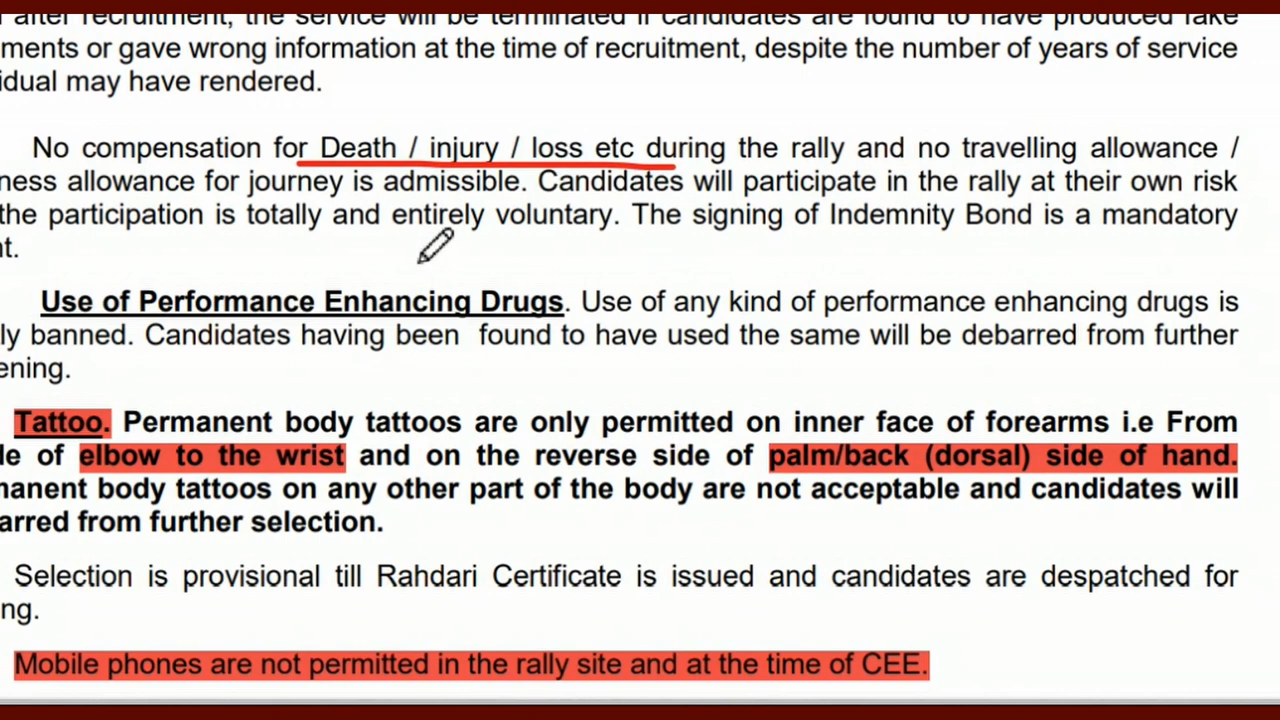 after recruitment, the service will be terminated if candidates are found to have produced fake
ments or gave wrong information at the time of recruitment, despite the number of years of service
idual may have rendered.
No compensation for Death / injury / loss etc during the rally and no travelling allowance /
ness allowance for journey is admissible. Candidates will participate in the rally at their own risk
the participation is totally and entirely voluntary. The signing of Indemnity Bond is a mandatory
nt.
Use of Performance Enhancing Drugs. Use of any kind of performance enhancing drugs is
ly banned. Candidates having been found to have used the same will be debarred from further
ening.
Tattoo. Permanent body tattoos are only permitted on inner face of forearms i.e From
le of elbow to the wrist and on the reverse side of palm/back (dorsal) side of hand.
manent body tattoos on any other part of the body are not acceptable and candidates will
arred from further selection.
Selection is provisional till Rahdari Certificate is issued and candidates are despatched for
ng.
Mobile phones are not permitted in the rally site and at the time of CEE.